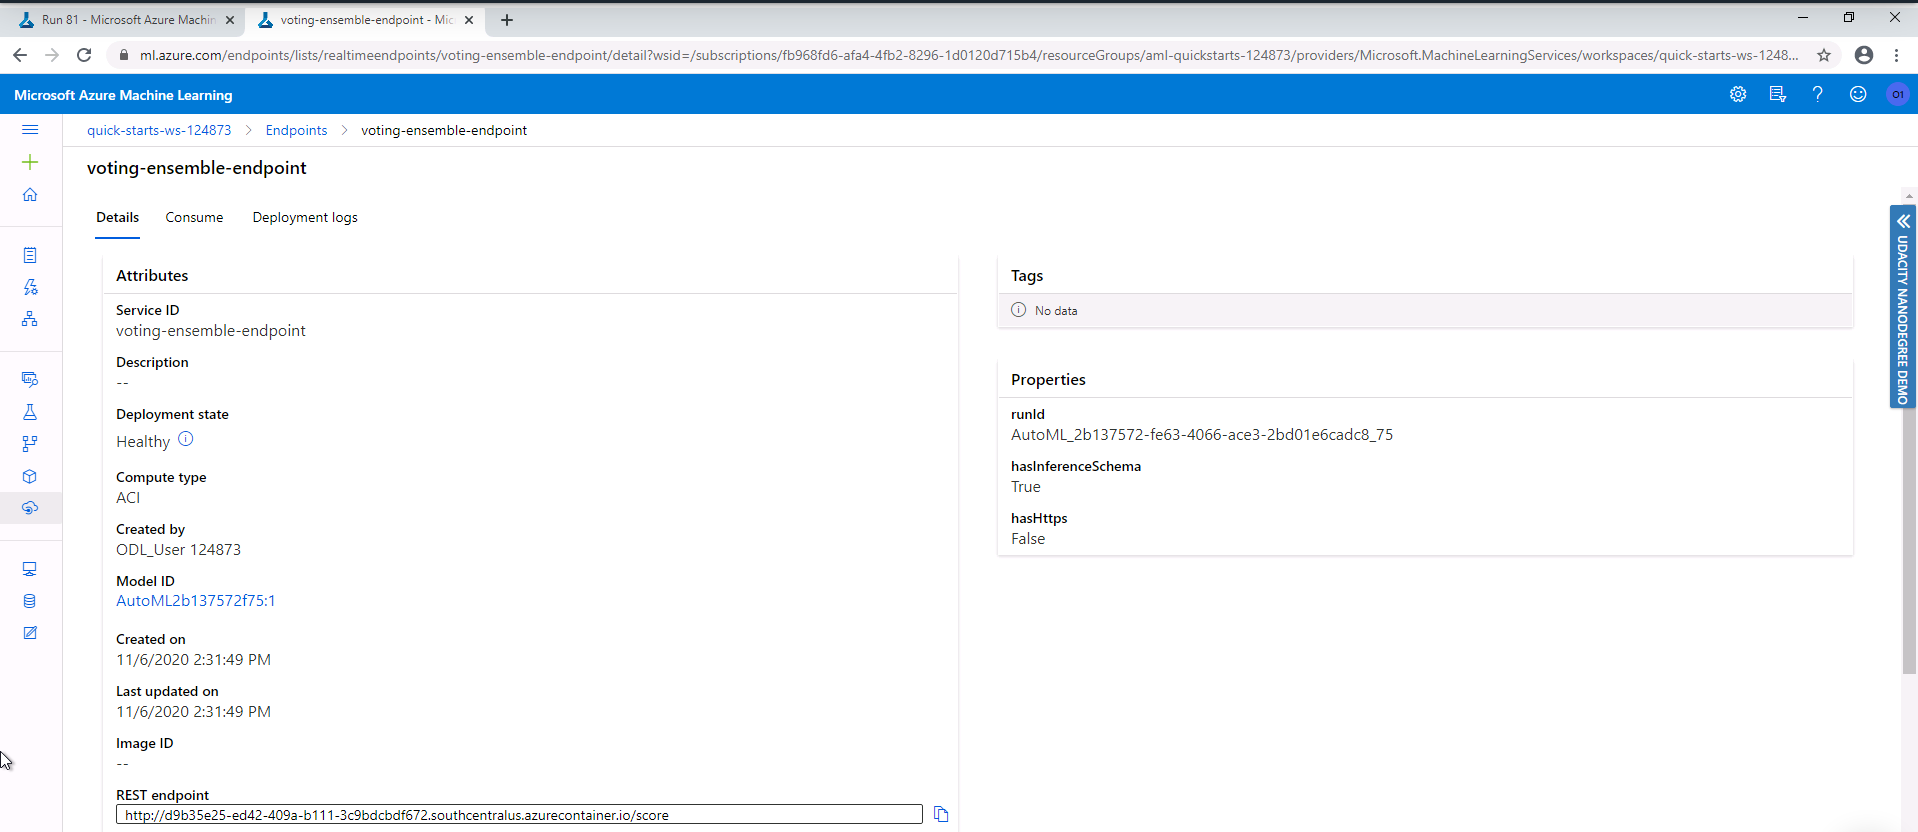 Run 81 - Microsoft Azure Machin
voting-ensemble-endpoint - Mic
ml.azure.com/endpoints/lists/realtimeendpoints/voting-ensemble-endpoint/detail?wsid=/subscriptions/fb968fd6-afa4-4fb2-8296-1d0120d715b4/resourceGroups/aml-quickstarts-124873/providers/Microsoft.MachineLearningServices/workspaces/quick-starts-ws-1248...
Microsoft Azure Machine Learning
O1
quick-starts-ws-124873 > Endpoints > voting-ensemble-endpoint
voting-ensemble-endpoint
Details Consume Deployment logs
Attributes
Service ID
voting-ensemble-endpoint
Description
--
Deployment state
Healthy
Compute type
ACI
Created by
ODL_User 124873
Model ID
AutoML2b137572f75:1
Created on
11/6/2020 2:31:49 PM
Last updated on
11/6/2020 2:31:49 PM
Image ID
--
REST endpoint
http://d9b35e25-ed42-409a-b111-3c9bdcbdf672.southcentralus.azurecontainer.io/score
Tags
No data
Properties
runId
AutoML_2b137572-fe63-4066-ace3-2bd01e6cadc8_75
hasInferenceSchema
True
hasHttps
False
UDACITY NANODEGREE DEMO